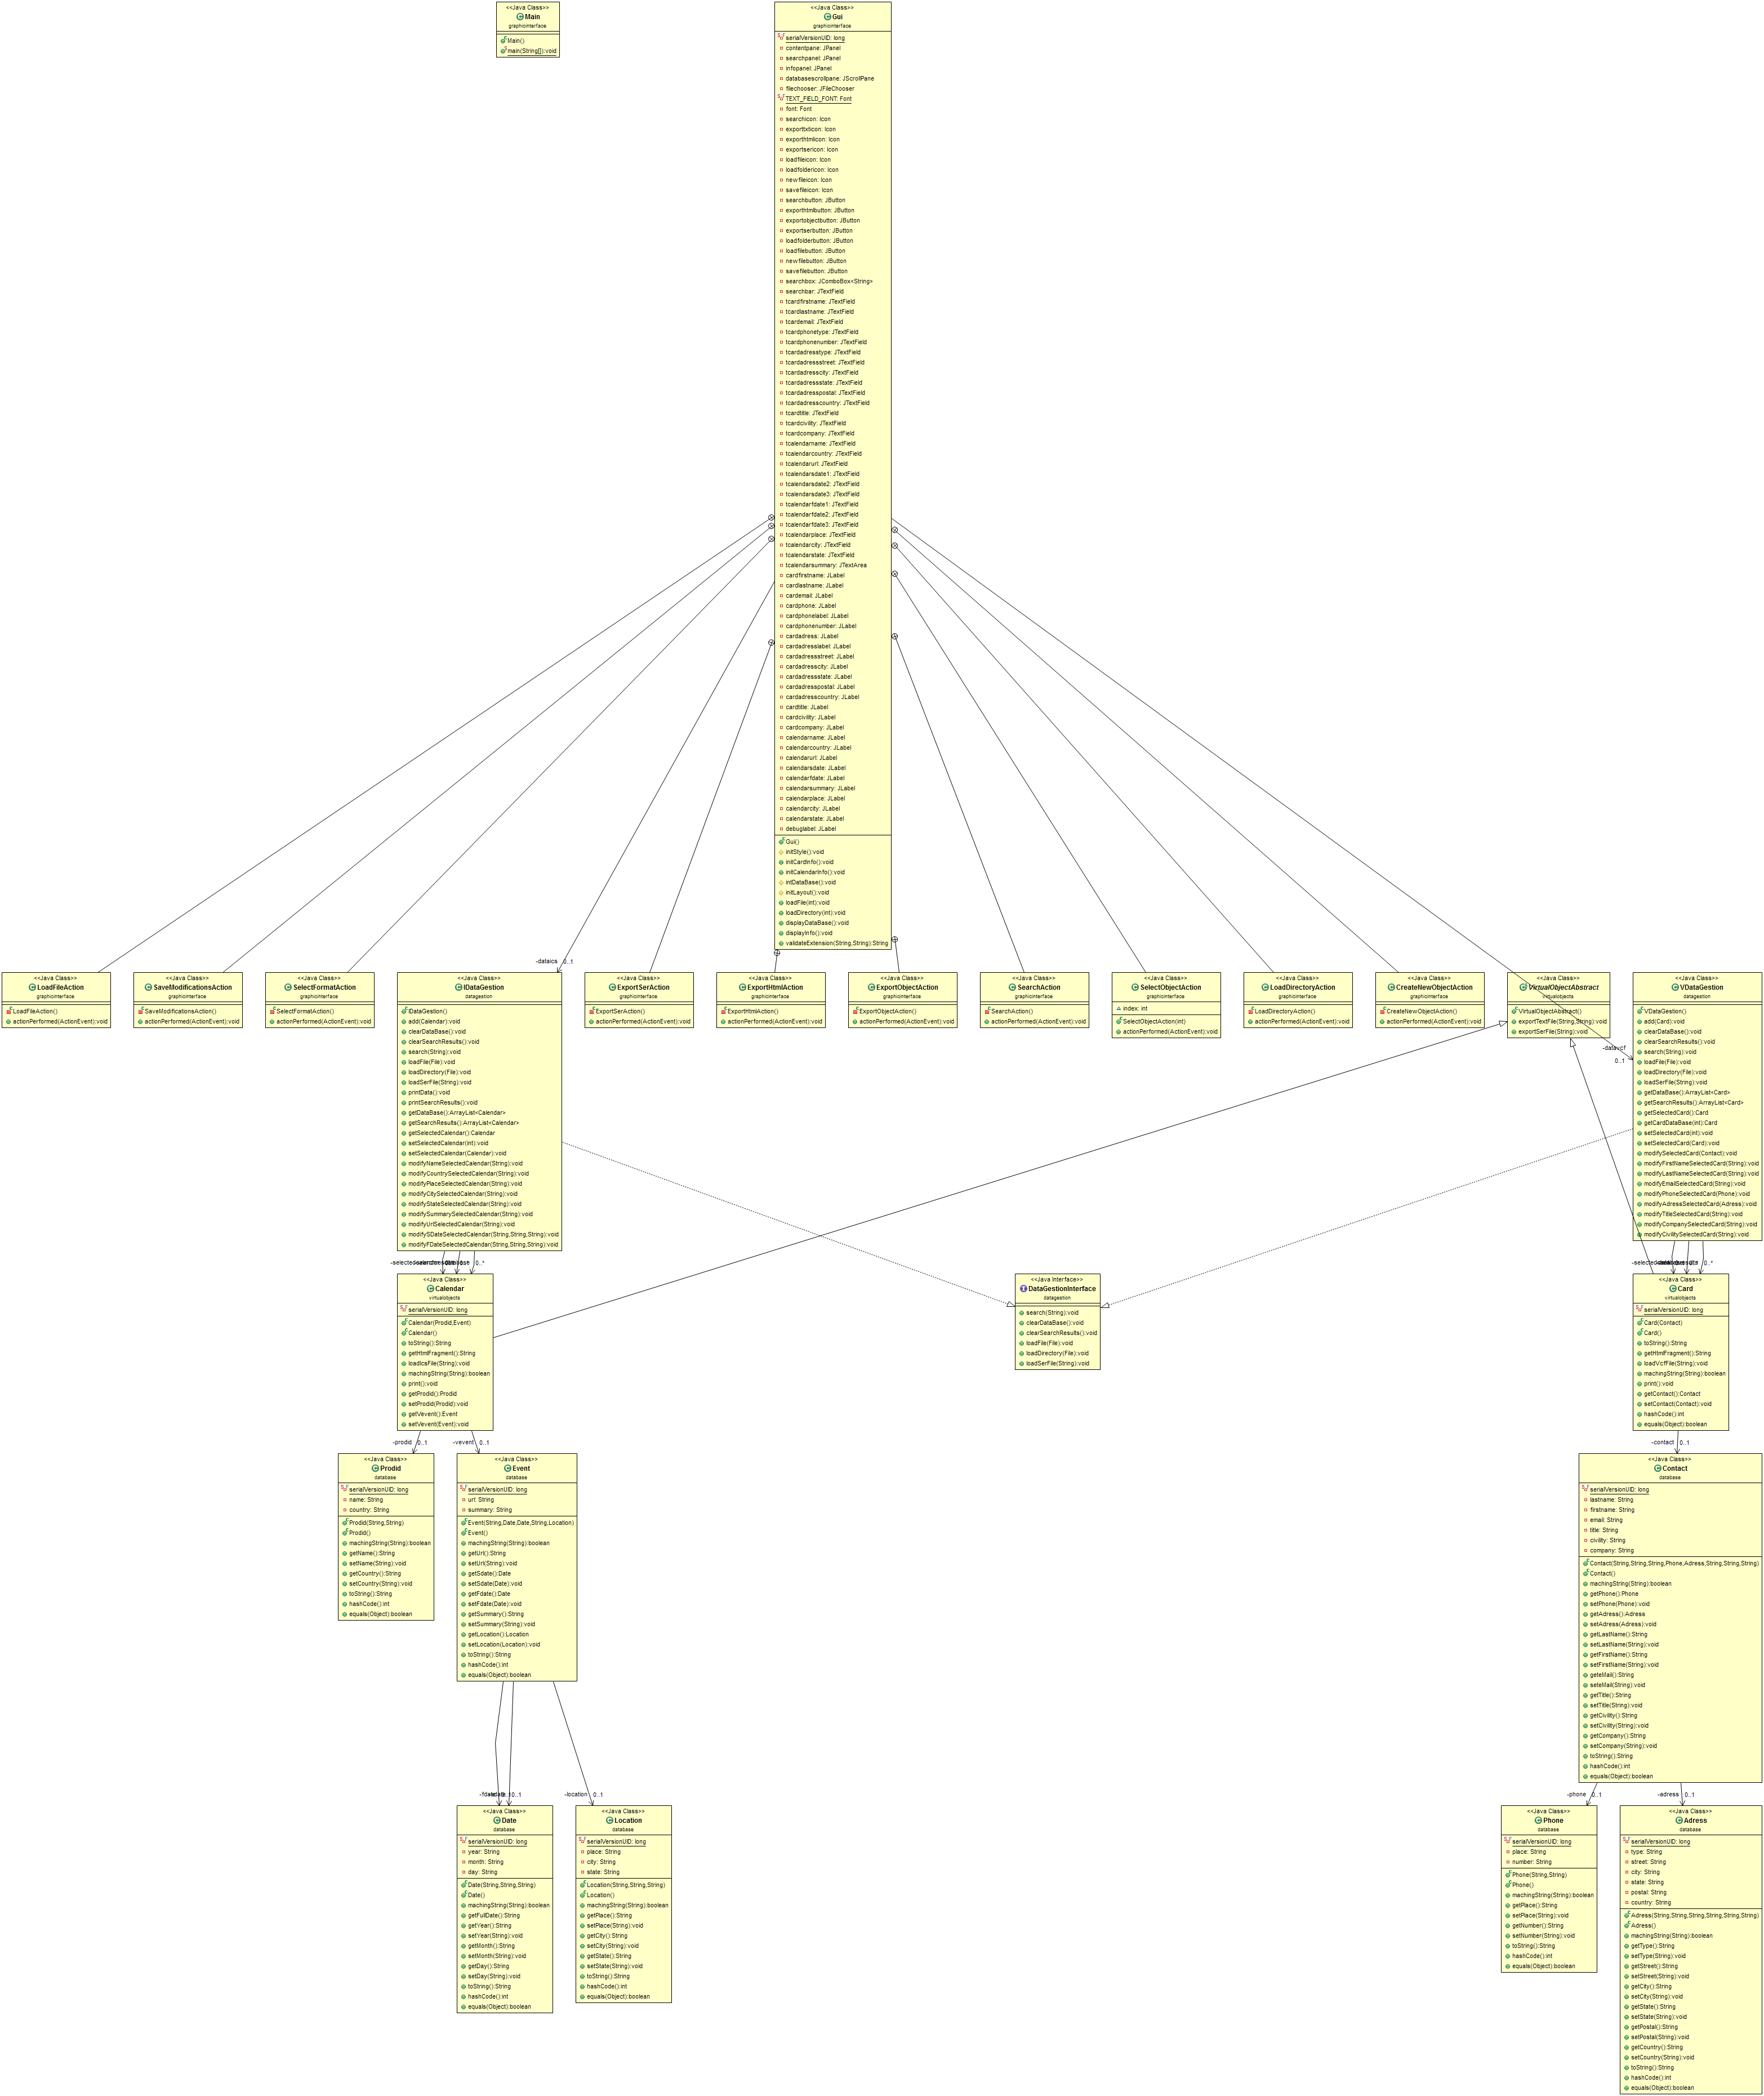 <<Java Class>>
Main
graphicinterface
Main()
main(String[]):void
<<Java Class>>
Gui
graphicinterface
serialVersionUID: long
contentpane: JPanel
searchpanel: JPanel
infopanel: JPanel
databasescrollpane: JScrollPane
filechooser: JFileChooser
TEXT_FIELD_FONT: Font
font: Font
searchicon: Icon
exporttxticon: Icon
exporthtmlicon: Icon
exportsericon: Icon
loadfileicon: Icon
loadfoldericon: Icon
newfileicon: Icon
savefileicon: Icon
searchbutton: JButton
exporthtmlbutton: JButton
exportobjectbutton: JButton
exportserbutton: JButton
loadfolderbutton: JButton
loadfilebutton: JButton
newfilebutton: JButton
savefilebutton: JButton
searchbox: JComboBox<String>
searchbar: JTextField
tcardfirstname: JTextField
tcardlastname: JTextField
tcardemail: JTextField
tcardphonetype: JTextField
tcardphonenumber: JTextField
tcardadresstype: JTextField
tcardadressstreet: JTextField
tcardadresscity: JTextField
tcardadressstate: JTextField
tcardadresspostal: JTextField
tcardadresscountry: JTextField
tcardtitle: JTextField
tcardcivility: JTextField
tcardcompany: JTextField
tcalendarname: JTextField
tcalendarcountry: JTextField
tcalendarurl: JTextField
tcalendarsdate1: JTextField
tcalendarsdate2: JTextField
tcalendarsdate3: JTextField
tcalendarfdate1: JTextField
tcalendarfdate2: JTextField
tcalendarfdate3: JTextField
tcalendarplace: JTextField
tcalendarcity: JTextField
tcalendarstate: JTextField
tcalendarsummary: JTextArea
cardfirstname: JLabel
cardlastname: JLabel
cardemail: JLabel
cardphone: JLabel
cardphonelabel: JLabel
cardphonenumber: JLabel
cardadress: JLabel
cardadresslabel: JLabel
cardadressstreet: JLabel
cardadresscity: JLabel
cardadressstate: JLabel
cardadresspostal: JLabel
cardadresscountry: JLabel
cardtitle: JLabel
cardcivility: JLabel
cardcompany: JLabel
calendarname: JLabel
calendarcountry: JLabel
calendarurl: JLabel
calendarsdate: JLabel
calendarfdate: JLabel
calendarsummary: JLabel
calendarplace: JLabel
calendarcity: JLabel
calendarstate: JLabel
debuglabel: JLabel
Gui()
initStyle():void
initCardInfo():void
initCalendarInfo():void
intDataBase():void
initLayout():void
loadFile(int):void
loadDirectory(int):void
displayDataBase():void
displayInfo():void
validateExtension(String,String):String
-dataics 0..1
<<Java Class>>
LoadFileAction
graphicinterface
LoadFileAction()
actionPerformed(ActionEvent):void
<<Java Class>>
SaveModificationsAction
graphicinterface
SaveModificationsAction()
actionPerformed(ActionEvent):void
<<Java Class>>
SelectFormatAction
graphicinterface
SelectFormatAction()
actionPerformed(ActionEvent):void
<<Java Class>>
IDataGestion
datagestion
IDataGestion()
add(Calendar):void
clearDataBase():void
clearSearchResults():void
search(String):void
loadFile(File):void
loadDirectory(File):void
loadSerFile(String):void
printData():void
printSearchResults():void
getDataBase():ArrayList<Calendar>
getSearchResults():ArrayList<Calendar>
getSelectedCalendar():Calendar
setSelectedCalendar(int):void
setSelectedCalendar(Calendar):void
modifyNameSelectedCalendar(String):void
modifyCountrySelectedCalendar(String):void
modifyPlaceSelectedCalendar(String):void
modifyCitySelectedCalendar(String):void
modifyStateSelectedCalendar(String):void
modifySummarySelectedCalendar(String):void
modifyUrlSelectedCalendar(String):void
modifySDateSelectedCalendar(String,String,String):void
modifyFDateSelectedCalendar(String,String,String):void
<<Java Class>>
ExportSerAction
graphicinterface
ExportSerAction()
actionPerformed(ActionEvent):void
<<Java Class>>
ExportHtmlAction
graphicinterface
ExportHtmlAction()
actionPerformed(ActionEvent):void
<<Java Class>>
ExportObjectAction
graphicinterface
ExportObjectAction()
actionPerformed(ActionEvent):void
<<Java Class>>
SearchAction
graphicinterface
SearchAction()
actionPerformed(ActionEvent):void
<<Java Class>>
SelectObjectAction
graphicinterface
index: int
SelectObjectAction(int)
actionPerformed(ActionEvent):void
<<Java Class>>
LoadDirectoryAction
graphicinterface
LoadDirectoryAction()
actionPerformed(ActionEvent):void
<<Java Class>>
CreateNewObjectAction
graphicinterface
CreateNewObjectAction()
actionPerformed(ActionEvent):void
<<Java Class>>
VirtualObjectAbstract
virtualobjects
VirtualObjectAbstract()
exportTextFile(String,String):void
exportSerFile(String):void
-datavcf
0..1
<<Java Class>>
VDataGestion
datagestion
VDataGestion()
add(Card):void
clearDataBase():void
clearSearchResults():void
search(String):void
loadFile(File):void
loadDirectory(File):void
loadSerFile(String):void
getDataBase():ArrayList<Card>
getSearchResults():ArrayList<Card>
getSelectedCard():Card
getCardDataBase(int):Card
setSelectedCard(int):void
setSelectedCard(Card):void
modifySelectedCard(Contact):void
modifyFirstNameSelectedCard(String):void
modifyLastNameSelectedCard(String):void
modifyEmailSelectedCard(String):void
modifyPhoneSelectedCard(Phone):void
modifyAdressSelectedCard(Adress):void
modifyTitleSelectedCard(String):void
modifyCompanySelectedCard(String):void
modifyCivilitySelectedCard(String):void
0..*
<<Java Class>>
Calendar
virtualobjects
serialVersionUID: long
Calendar(Prodid,Event)
Calendar()
toString():String
getHtmlFragment():String
loadIcsFile(String):void
machingString(String):boolean
print():void
getProdid():Prodid
setProdid(Prodid):void
getVevent():Event
setVevent(Event):void
<<Java Interface>>
DataGestionInterface
datagestion
search(String):void
clearDataBase():void
clearSearchResults():void
loadFile(File):void
loadDirectory(File):void
loadSerFile(String):void
0..*
<<Java Class>>
Card
virtualobjects
serialVersionUID: long
Card(Contact)
Card()
toString():String
getHtmlFragment():String
loadVcfFile(String):void
machingString(String):boolean
print():void
getContact():Contact
setContact(Contact):void
hashCode():int
equals(Object):boolean
-prodid 0..1
-vevent 0..1
-contact 0..1
<<Java Class>>
Prodid
database
serialVersionUID: long
name: String
country: String
Prodid(String,String)
Prodid()
machingString(String):boolean
getName():String
setName(String):void
getCountry():String
setCountry(String):void
toString():String
hashCode():int
equals(Object):boolean
<<Java Class>>
Event
database
serialVersionUID: long
url: String
summary: String
Event(String,Date,Date,String,Location)
Event()
machingString(String):boolean
getUrl():String
setUrl(String):void
getSdate():Date
setSdate(Date):void
getFdate():Date
setFdate(Date):void
getSummary():String
setSummary(String):void
getLocation():Location
setLocation(Location):void
toString():String
hashCode():int
equals(Object):boolean
<<Java Class>>
Contact
database
serialVersionUID: long
lastname: String
firstname: String
email: String
title: String
civility: String
company: String
Contact(String,String,String,Phone,Adress,String,String,String)
Contact()
machingString(String):boolean
getPhone():Phone
setPhone(Phone):void
getAdress():Adress
setAdress(Adress):void
getLastName():String
setLastName(String):void
getFirstName():String
setFirstName(String):void
geteMail():String
seteMail(String):void
getTitle():String
setTitle(String):void
getCivility():String
setCivility(String):void
getCompany():String
setCompany(String):void
toString():String
hashCode():int
equals(Object):boolean
0..1
-location 0..1
-phone 0..1
-adress 0..1
<<Java Class>>
Date
database
serialVersionUID: long
year: String
month: String
day: String
Date(String,String,String)
Date()
machingString(String):boolean
getFullDate():String
getYear():String
setYear(String):void
getMonth():String
setMonth(String):void
getDay():String
setDay(String):void
toString():String
hashCode():int
equals(Object):boolean
<<Java Class>>
Location
database
serialVersionUID: long
place: String
city: String
state: String
Location(String,String,String)
Location()
machingString(String):boolean
getPlace():String
setPlace(String):void
getCity():String
setCity(String):void
getState():String
setState(String):void
toString():String
hashCode():int
equals(Object):boolean
<<Java Class>>
Phone
database
serialVersionUID: long
place: String
number: String
Phone(String,String)
Phone()
machingString(String):boolean
getPlace():String
setPlace(String):void
getNumber():String
setNumber(String):void
toString():String
hashCode():int
equals(Object):boolean
<<Java Class>>
Adress
database
serialVersionUID: long
type: String
street: String
city: String
state: String
postal: String
country: String
Adress(String,String,String,String,String,String)
Adress()
machingString(String):boolean
getType():String
setType(String):void
getStreet():String
setStreet(String):void
getCity():String
setCity(String):void
getState():String
setState(String):void
getPostal():String
setPostal(String):void
getCountry():String
setCountry(String):void
toString():String
hashCode():int
equals(Object):boolean